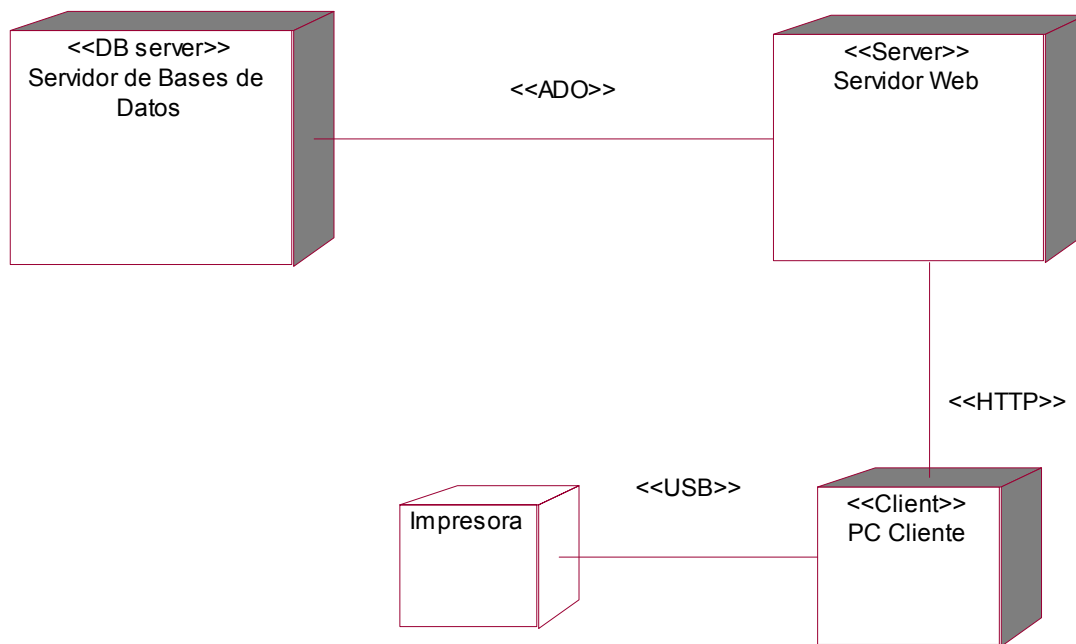 <<DB server>>
Servidor de Bases de
Datos
<<ADO>>
<<Server>>
Servidor Web
<<HTTP>>
<<USB>>
Impresora
<<Client>>
PC Cliente